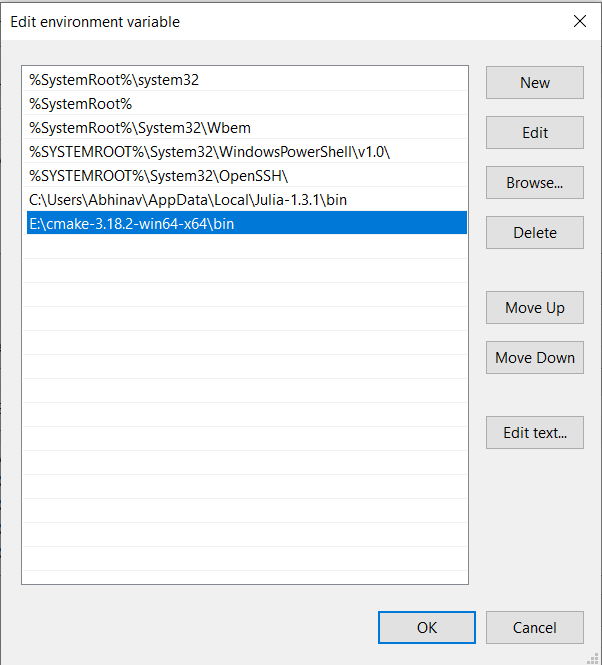 Edit environment variable
%SystemRoot%\system32
%SystemRoot%
%SystemRoot%\System32\Wbem
%SYSTEMROOT%\System32\WindowsPowerShell\v1.0\
%SYSTEMROOT%\System32\OpenSSH\
C:\Users\Abhinav\AppData\Local\Julia-1.3.1\bin
E:\cmake-3.18.2-win64-x64\bin
New
Edit
Browse...
Delete
Move Up
Move Down
Edit text...
OK
Cancel